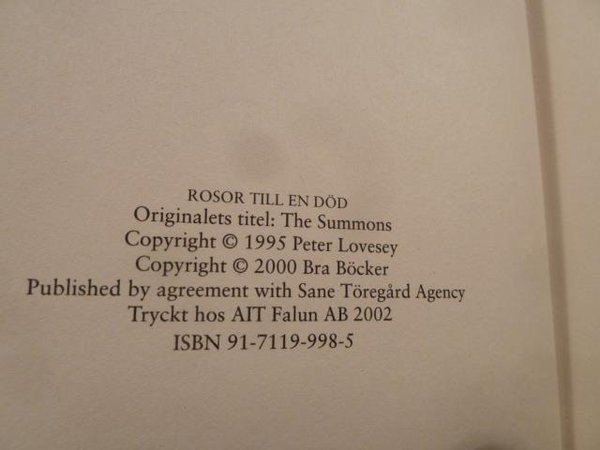 ROSOR TILL EN DÖD
Originalets titel: The Summons
Copyright © 1995 Peter Lovesey
Copyright © 2000 Bra Böcker
Published by agreement with Sane Töregård Agency
Tryckt hos AIT Falun AB 2002
ISBN 91-7119-998-5